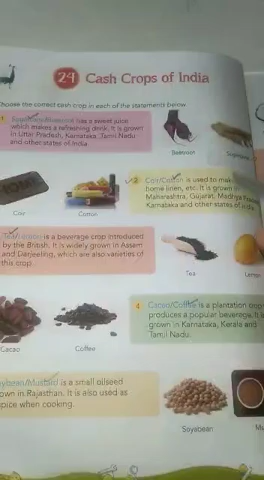 24 Cash Crops of India
Choose the correct cash crop in each of the statements below.
1 Sugarcane/Beetroot has a sweet juice
which makes a refreshing drink. It is grown
in Uttar Pradesh, Karnataka, Tamil Nadu
and other states of India.
Beetroot
Coir
Cotton
2 Coir/Cotton is used to make
home linen, etc. It is grown in
Maharashtra, Gujarat, Madhya Pradesh
Karnataka and other states of India.
is a beverage crop introduced
by the British. It is widely grown in Assam
and Darjeeling, which are also varieties of
this crop.
Tea
Lemon
Cacao
Coffee
4 Cacao/Coffee is a plantation crop
produces a popular beverage. It is
grown in Karnataka, Kerala and
Tamil Nadu.
Soybean/Mustard is a small oilseed
grown in Rajasthan. It is also used as
spice when cooking.
Soyabean